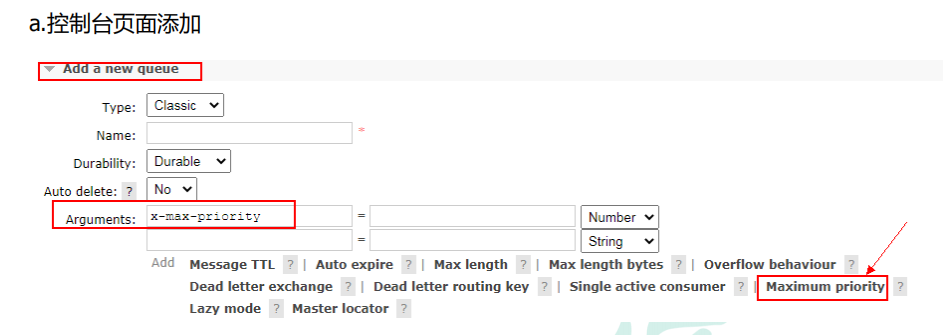 a.控制台页面添加
Add a new queue
Type: Classic
Name: *
Durability: Durable
Auto delete: ? No
Arguments: x-max-priority = Number
= String
Add Message TTL ? | Auto expire ? | Max length ? | Max length bytes ? | Overflow behaviour ?
Dead letter exchange ? | Dead letter routing key ? | Single active consumer ? | Maximum priority ?
Lazy mode ? Master locator ?